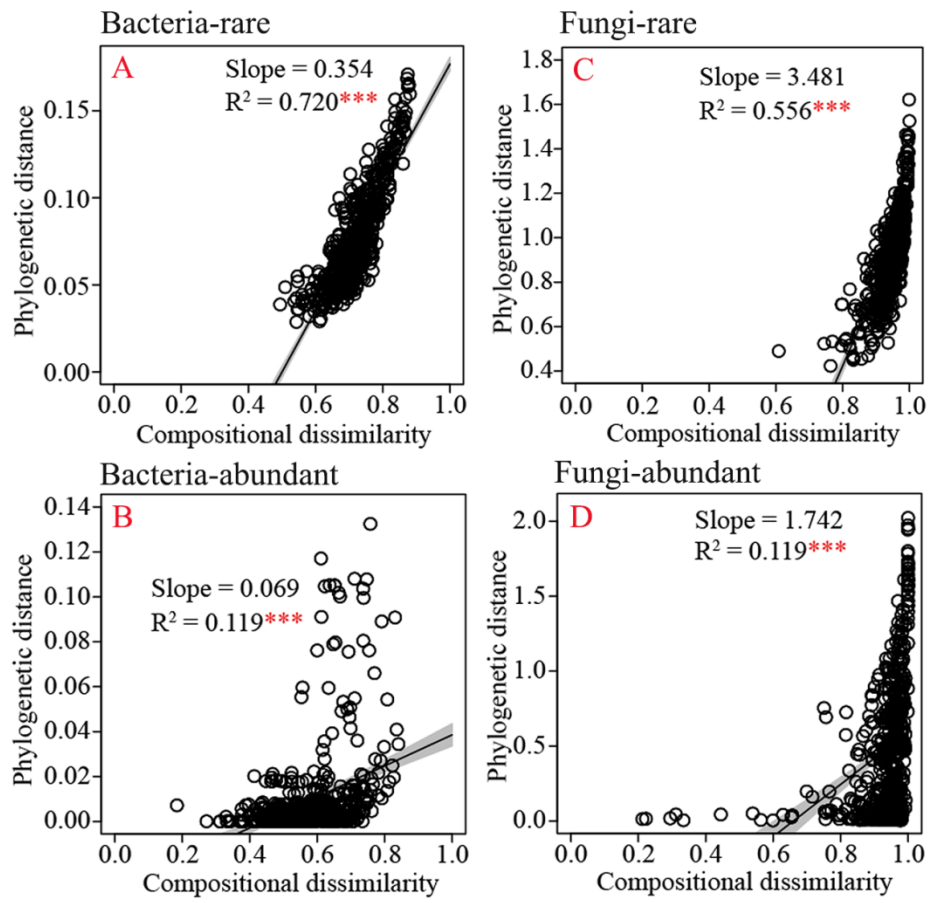 Bacteria-rare
A
Slope = 0.354
R² = 0.720***
Phylogenetic distance
0.15
0.10
0.05
0.00
0.0 0.2 0.4 0.6 0.8 1.0
Compositional dissimilarity
Fungi-rare
C
Slope = 3.481
R² = 0.556***
Phylogenetic distance
1.8
1.6
1.4
1.2
1.0
0.8
0.6
0.4
0.0 0.2 0.4 0.6 0.8 1.0
Compositional dissimilarity
Bacteria-abundant
B
Slope = 0.069
R² = 0.119***
Phylogenetic distance
0.14
0.12
0.10
0.08
0.06
0.04
0.02
0.00
0.0 0.2 0.4 0.6 0.8 1.0
Compositional dissimilarity
Fungi-abundant
D
Slope = 1.742
R² = 0.119***
Phylogenetic distance
2.0
1.5
1.0
0.5
0.0
0.0 0.2 0.4 0.6 0.8 1.0
Compositional dissimilarity